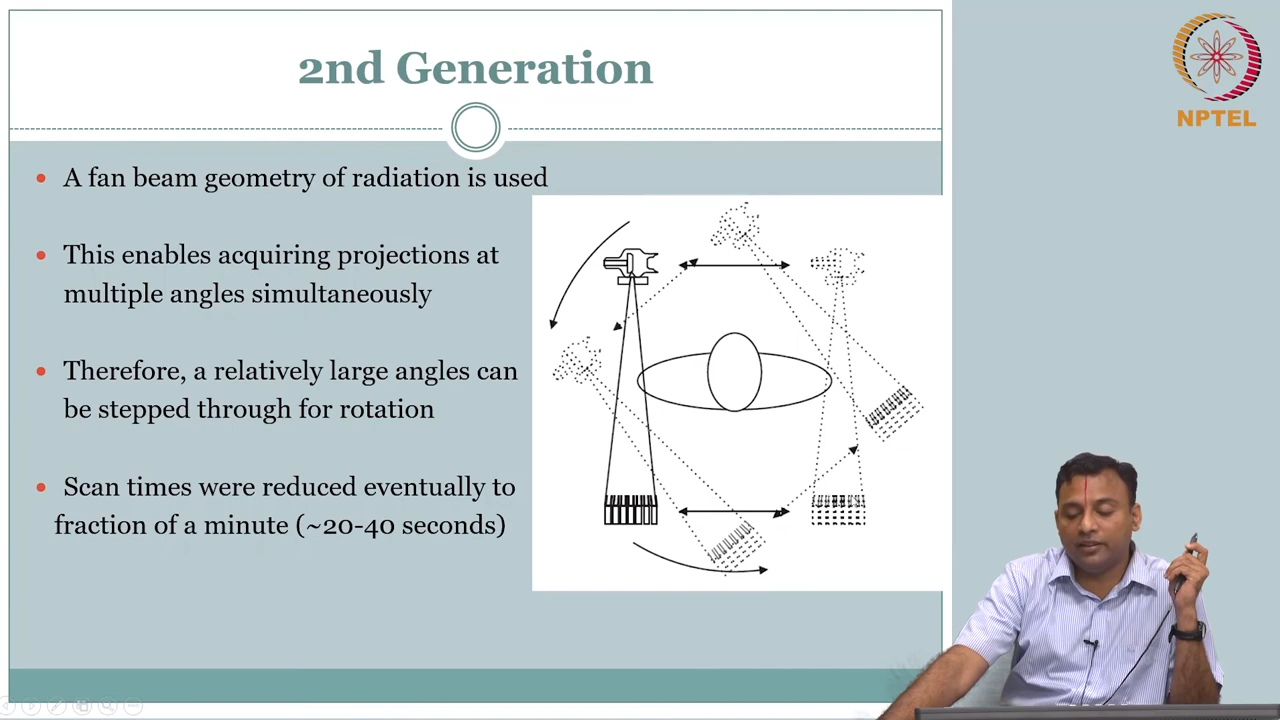 2nd Generation
NPTEL
A fan beam geometry of radiation is used
This enables acquiring projections at
multiple angles simultaneously
Therefore, a relatively large angles can
be stepped through for rotation
Scan times were reduced eventually to
fraction of a minute (~20-40 seconds)